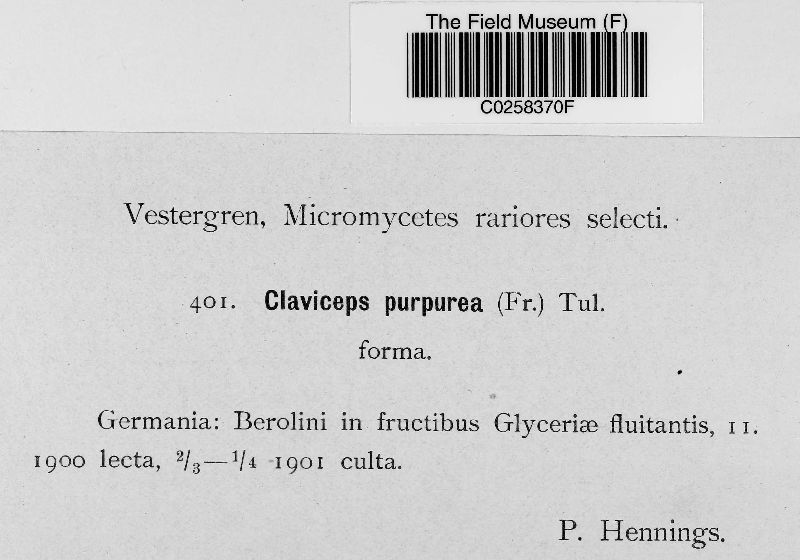 The Field Museum (F)
C0258370F
Vestergren, Micromycetes rariores selecti.
401. Claviceps purpurea (Fr.) Tul.
forma.
Germania: Berolini in fructibus Glyceriæ fluitantis, 11.
1900 lecta, 2/3—1/4 1901 culta.
P. Hennings.